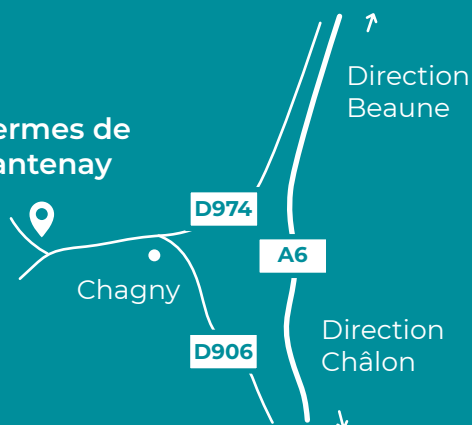 Direction
Beaune
ermes de
antenay
D974
A6
Chagny
Direction
Châlon
D906